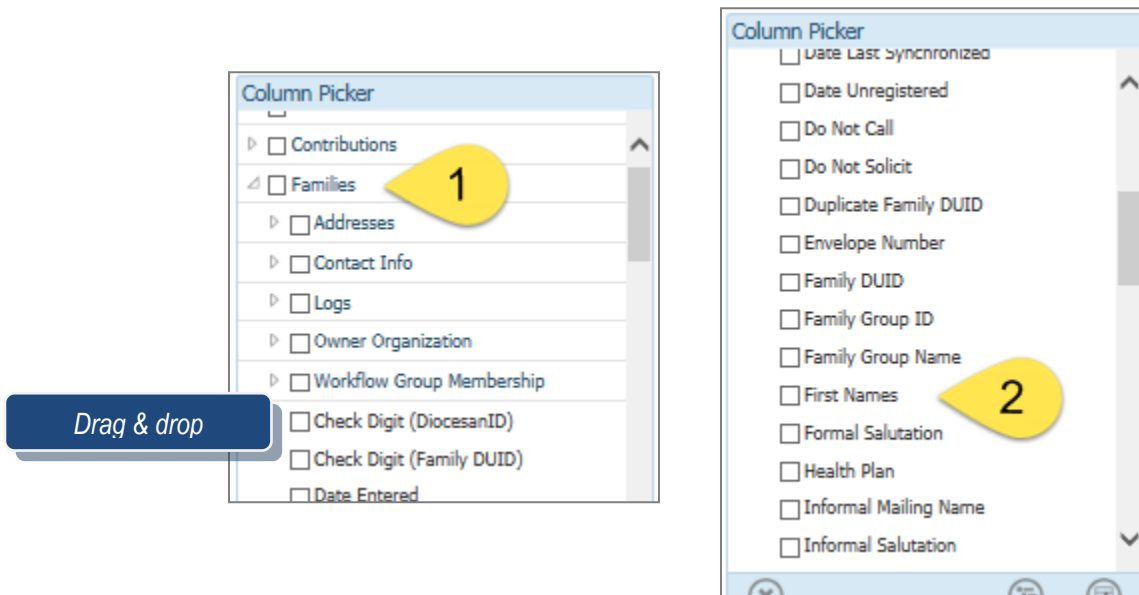 Column Picker
Contributions
Families
1
Addresses
Contact Info
Logs
Owner Organization
Workflow Group Membership
Drag & drop
Check Digit (DiocesanID)
Check Digit (Family DUID)
Date Entered
Column Picker
Date Last Synchronized
Date Unregistered
Do Not Call
Do Not Solicit
Duplicate Family DUID
Envelope Number
Family DUID
Family Group ID
Family Group Name
First Names
2
Formal Salutation
Health Plan
Informal Mailing Name
Informal Salutation